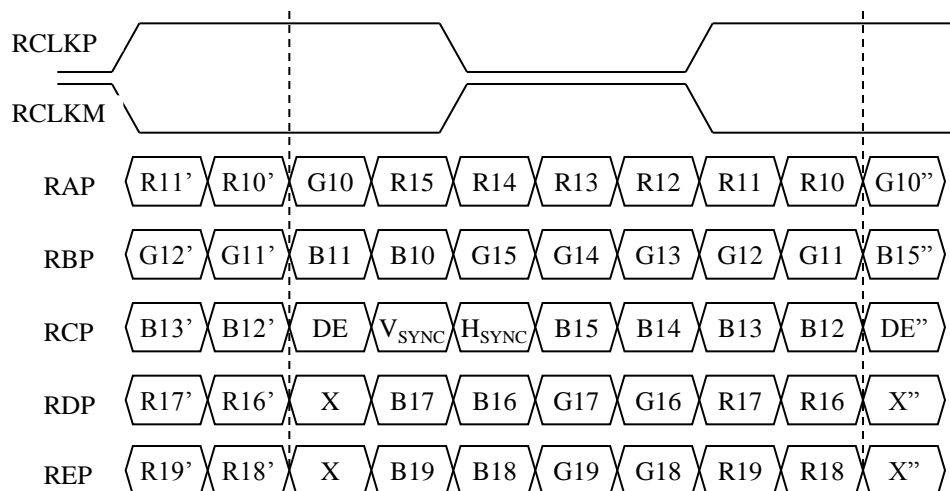 RCLKP
RCLKM
RAP R11’ R10’ G10 R15 R14 R13 R12 R11 R10 G10”
RBP G12’ G11’ B11 B10 G15 G14 G13 G12 G11 B15”
RCP B13’ B12’ DE VSYNC HSYNC B15 B14 B13 B12 DE”
RDP R17’ R16’ X B17 B16 G17 G16 R17 R16 X”
REP R19’ R18’ X B19 B18 G19 G18 R19 R18 X”